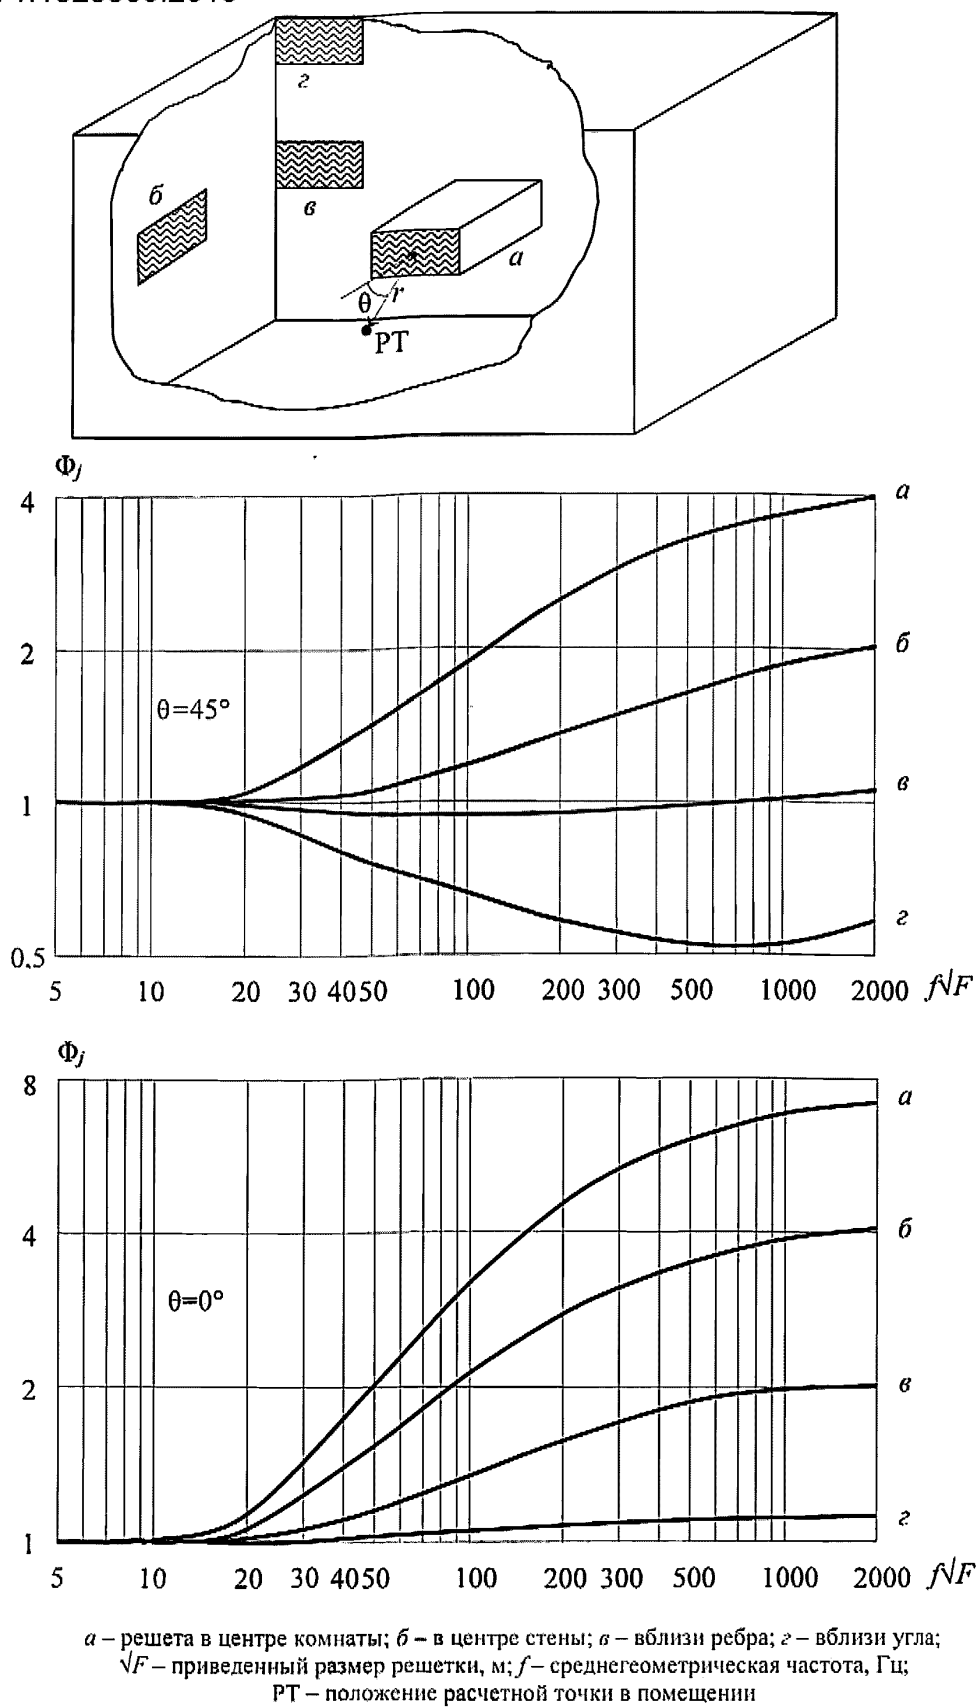 г
б
в
а
θ
r
РТ
Φj
4
а
2
б
θ=45°
1
в
г
0,5
5 10 20 30 40 50 100 200 300 500 1000 2000 f√F
Φj
8
а
4
б
θ=0°
2
в
г
1
5 10 20 30 40 50 100 200 300 500 1000 2000 f√F
а – решета в центре комнаты; б – в центре стены; в – вблизи ребра; г – вблизи угла;
√F – приведенный размер решетки, м; f – среднегеометрическая частота, Гц;
РТ – положение расчетной точки в помещении